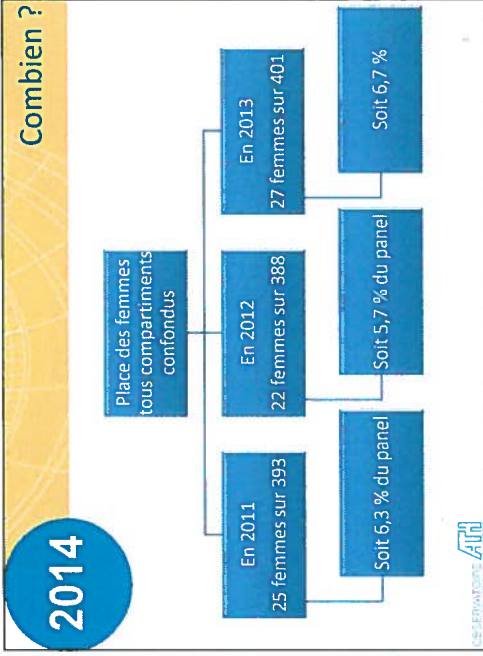 2014
Combien ?
Place des femmes
tous compartiments
confondus
En 2011
25 femmes sur 393
En 2012
22 femmes sur 388
En 2013
27 femmes sur 401
Soit 6,3 % du panel
Soit 5,7 % du panel
Soit 6,7 %
OBSERVATOIRE ATH